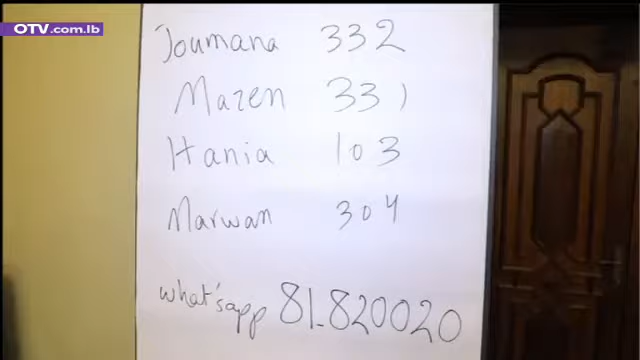 OTV.com.lb
Joumana 332
Mazen 331
Hania 103
Marwan 304
what'sapp 81-820020